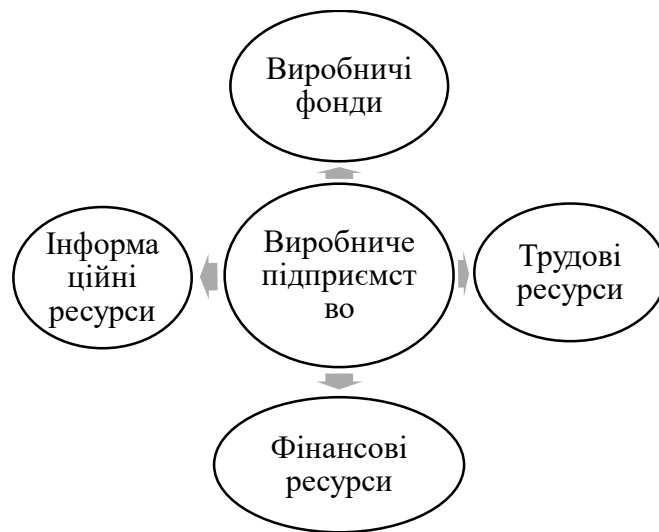 Виробничі
фонди
Інформа
ційні
ресурси
Виробниче
підприємст
во
Трудові
ресурси
Фінансові
ресурси